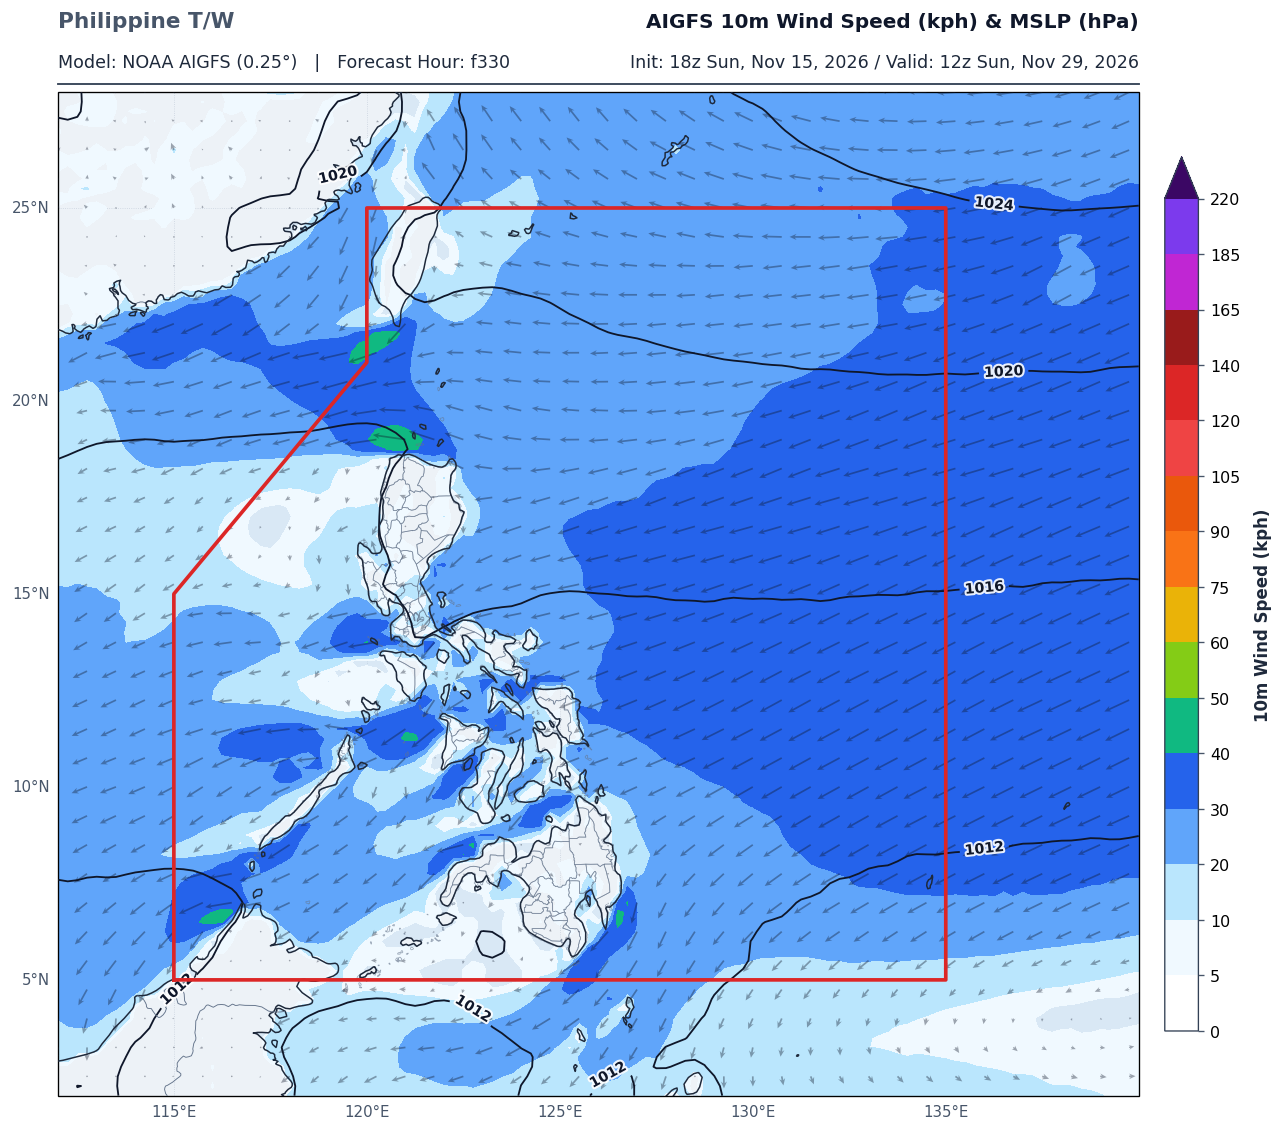 Philippine T/W
AIGFS 10m Wind Speed (kph) & MSLP (hPa)
Model: NOAA AIGFS (0.25°)   |   Forecast Hour: f330
Init: 18z Sun, Nov 15, 2026 / Valid: 12z Sun, Nov 29, 2026
1020
1024
1020
1016
1012
1012
1012
1012
25°N
20°N
15°N
10°N
5°N
115°E
120°E
125°E
130°E
135°E
220
185
165
140
120
105
90
75
60
50
40
30
20
10
5
0
10m Wind Speed (kph)